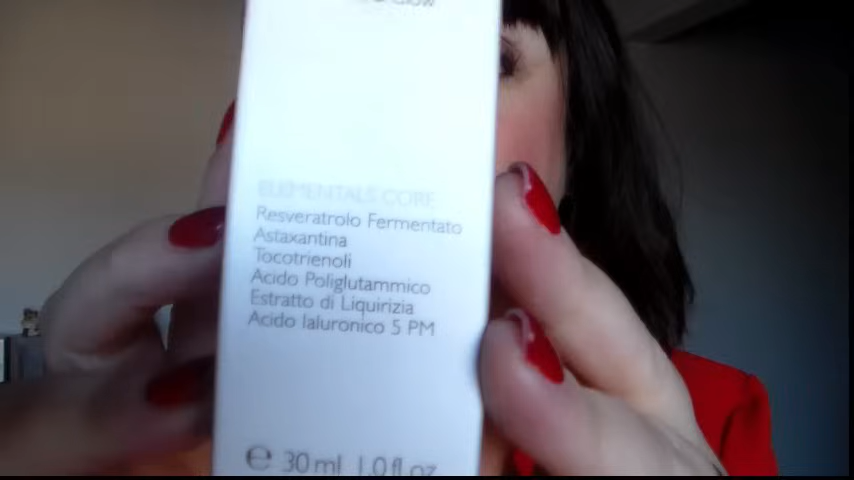 Glow
ELEMENTALS CORE
Resveratrolo Fermentato
Astaxantina
Tocotrienoli
Acido Poliglutammico
Estratto di Liquirizia
Acido Ialuronico 5 PM
℮ 30 ml 1.0 fl oz